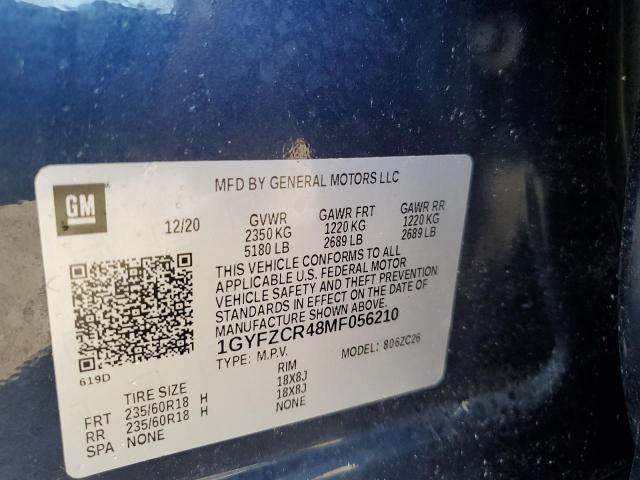 GM
MFD BY GENERAL MOTORS LLC
12/20
GVWR GAWR FRT GAWR RR
2350 KG 1220 KG 1220 KG
5180 LB 2689 LB 2689 LB
THIS VEHICLE CONFORMS TO ALL
APPLICABLE U.S. FEDERAL MOTOR
VEHICLE SAFETY AND THEFT PREVENTION
STANDARDS IN EFFECT ON THE DATE OF
MANUFACTURE SHOWN ABOVE.
1GYFZCR48MF056210
TYPE: M.P.V. MODEL: 806ZC26
619D
TIRE SIZE RIM
FRT 235/60R18 H 18X8J
RR 235/60R18 H 18X8J
SPA NONE NONE